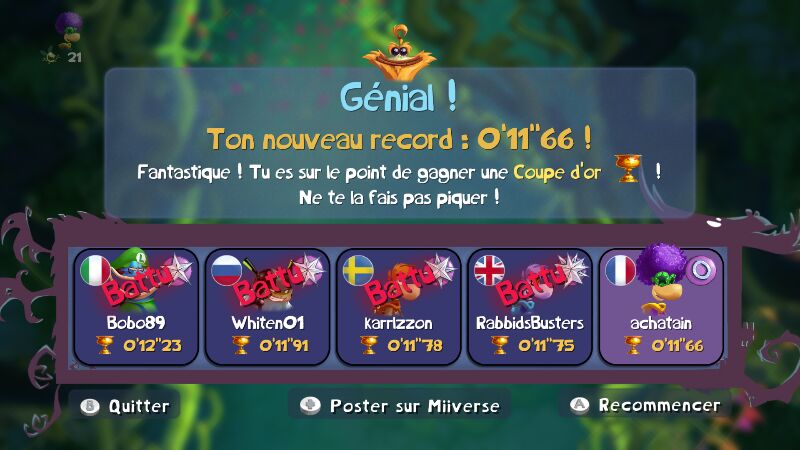 21
Génial !
Ton nouveau record : 0'11"66 !
Fantastique ! Tu es sur le point de gagner une Coupe d'or !
Ne te la fais pas piquer !
Battu Battu Battu Battu
Bobo89 Whiten01 karrlzzon RabbidsBusters achatain
0'12"23 0'11"91 0'11"78 0'11"75 0'11"66
B Quitter + Poster sur Miiverse A Recommencer